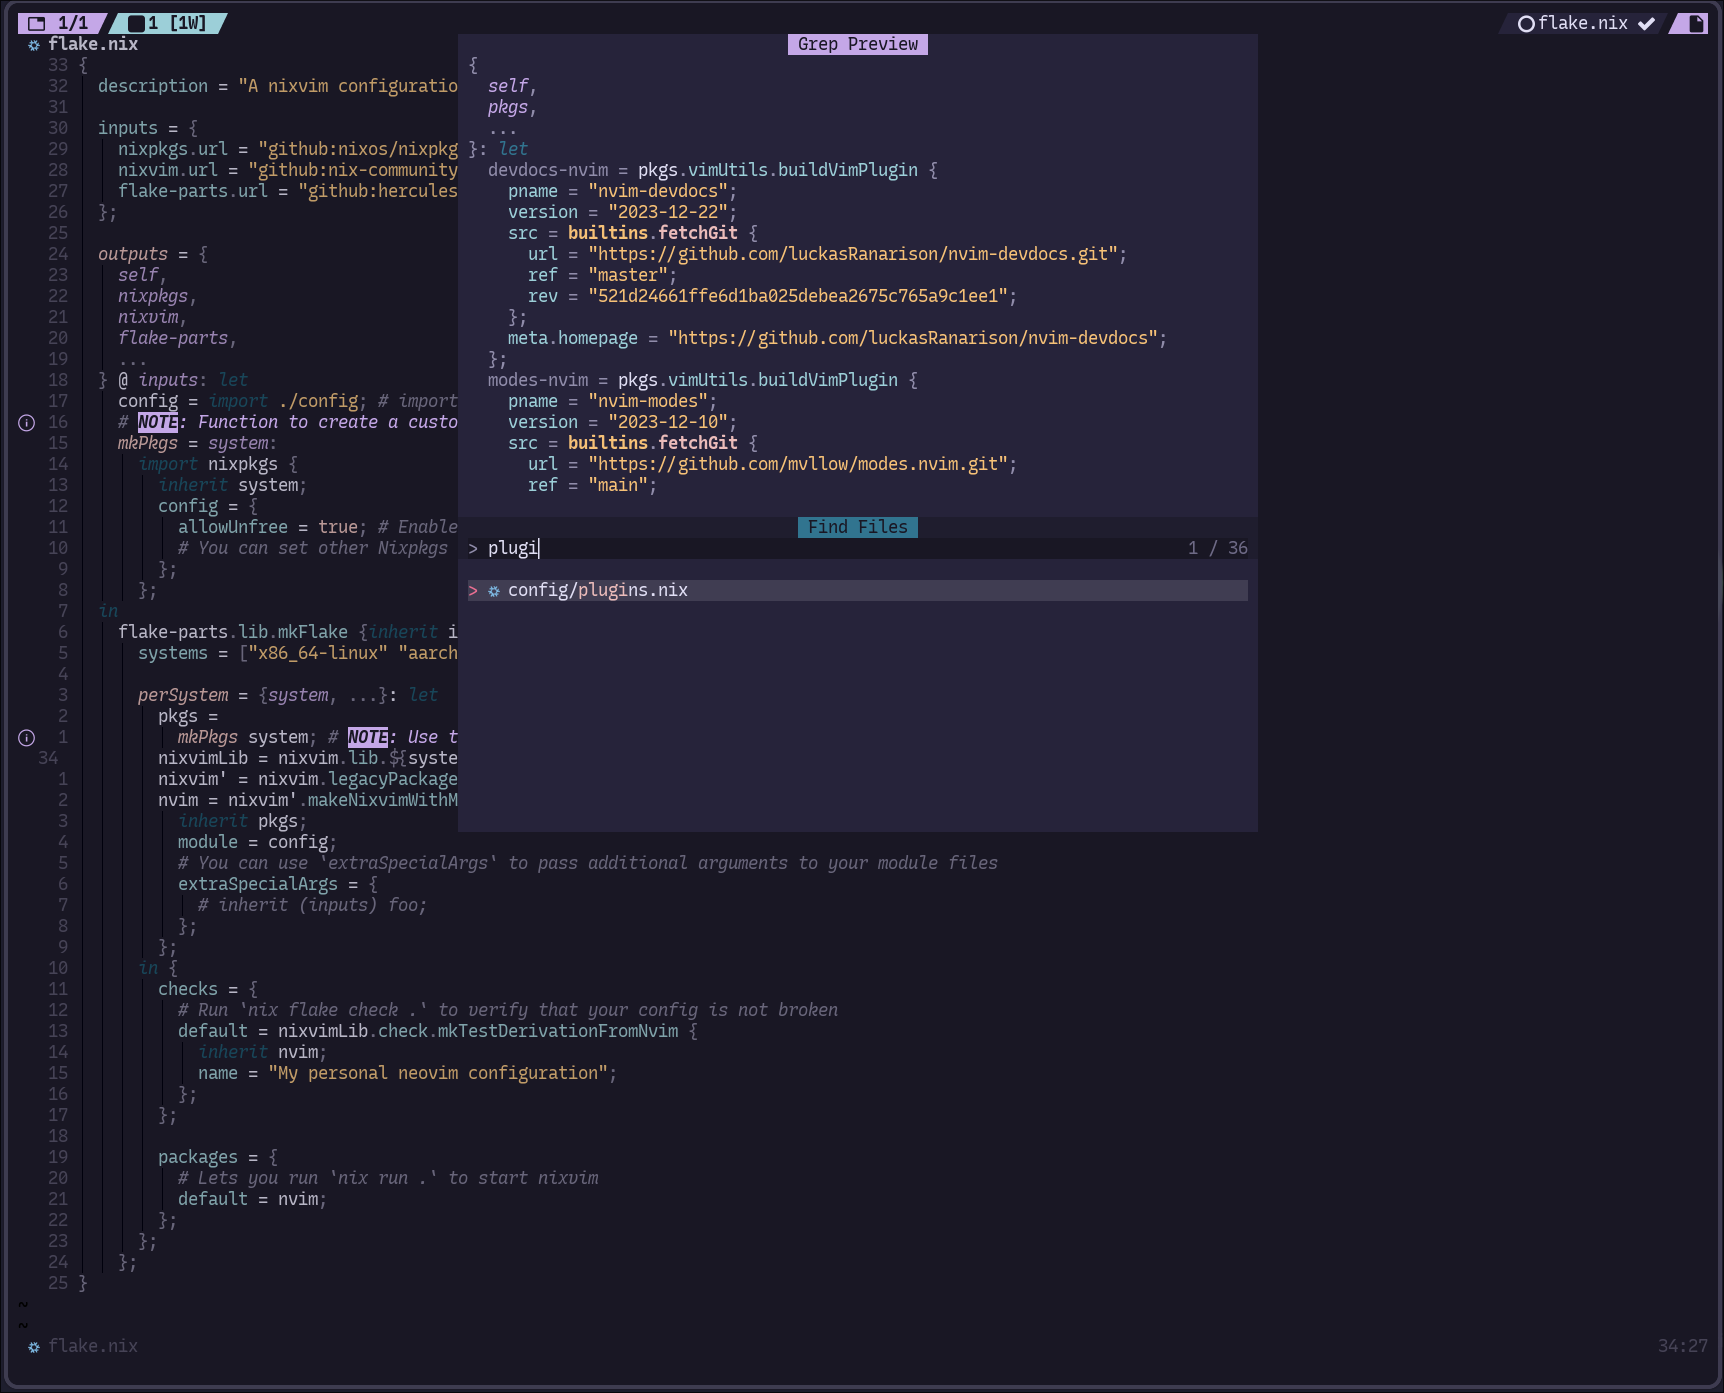 1/1 1 [1W] flake.nix
flake.nix
33 {
32 description = "A nixvim configuratio
31
30 inputs = {
29 nixpkgs.url = "github:nixos/nixpkg
28 nixvim.url = "github:nix-community
27 flake-parts.url = "github:hercules
26 };
25
24 outputs = {
23 self,
22 nixpkgs,
21 nixvim,
20 flake-parts,
19 ...
18 } @ inputs: let
17 config = import ./config; # import
16 # NOTE: Function to create a custo
15 mkPkgs = system:
14 import nixpkgs {
13 inherit system;
12 config = {
11 allowUnfree = true; # Enable
10 # You can set other Nixpkgs
9 };
8 };
7 in
6 flake-parts.lib.mkFlake {inherit i
5 systems = ["x86_64-linux" "aarch
4
3 perSystem = {system, ...}: let
2 pkgs =
1 mkPkgs system; # NOTE: Use t
34 nixvimLib = nixvim.lib.${syste
1 nixvim' = nixvim.legacyPackage
2 nvim = nixvim'.makeNixvimWithM
3 inherit pkgs;
4 module = config;
5 # You can use `extraSpecialArgs` to pass additional arguments to your module files
6 extraSpecialArgs = {
7 # inherit (inputs) foo;
8 };
9 };
10 in {
11 checks = {
12 # Run `nix flake check .` to verify that your config is not broken
13 default = nixvimLib.check.mkTestDerivationFromNvim {
14 inherit nvim;
15 name = "My personal neovim configuration";
16 };
17 };
18
19 packages = {
20 # Lets you run `nix run .` to start nixvim
21 default = nvim;
22 };
23 };
24 };
25 }
~
~
flake.nix 34:27
Grep Preview
{
self,
pkgs,
...
}: let
devdocs-nvim = pkgs.vimUtils.buildVimPlugin {
pname = "nvim-devdocs";
version = "2023-12-22";
src = builtins.fetchGit {
url = "https://github.com/luckasRanarison/nvim-devdocs.git";
ref = "master";
rev = "521d24661ffe6d1ba025debea2675c765a9c1ee1";
};
meta.homepage = "https://github.com/luckasRanarison/nvim-devdocs";
};
modes-nvim = pkgs.vimUtils.buildVimPlugin {
pname = "nvim-modes";
version = "2023-12-10";
src = builtins.fetchGit {
url = "https://github.com/mvllow/modes.nvim.git";
ref = "main";
Find Files
> plugi 1 / 36
> config/plugins.nix